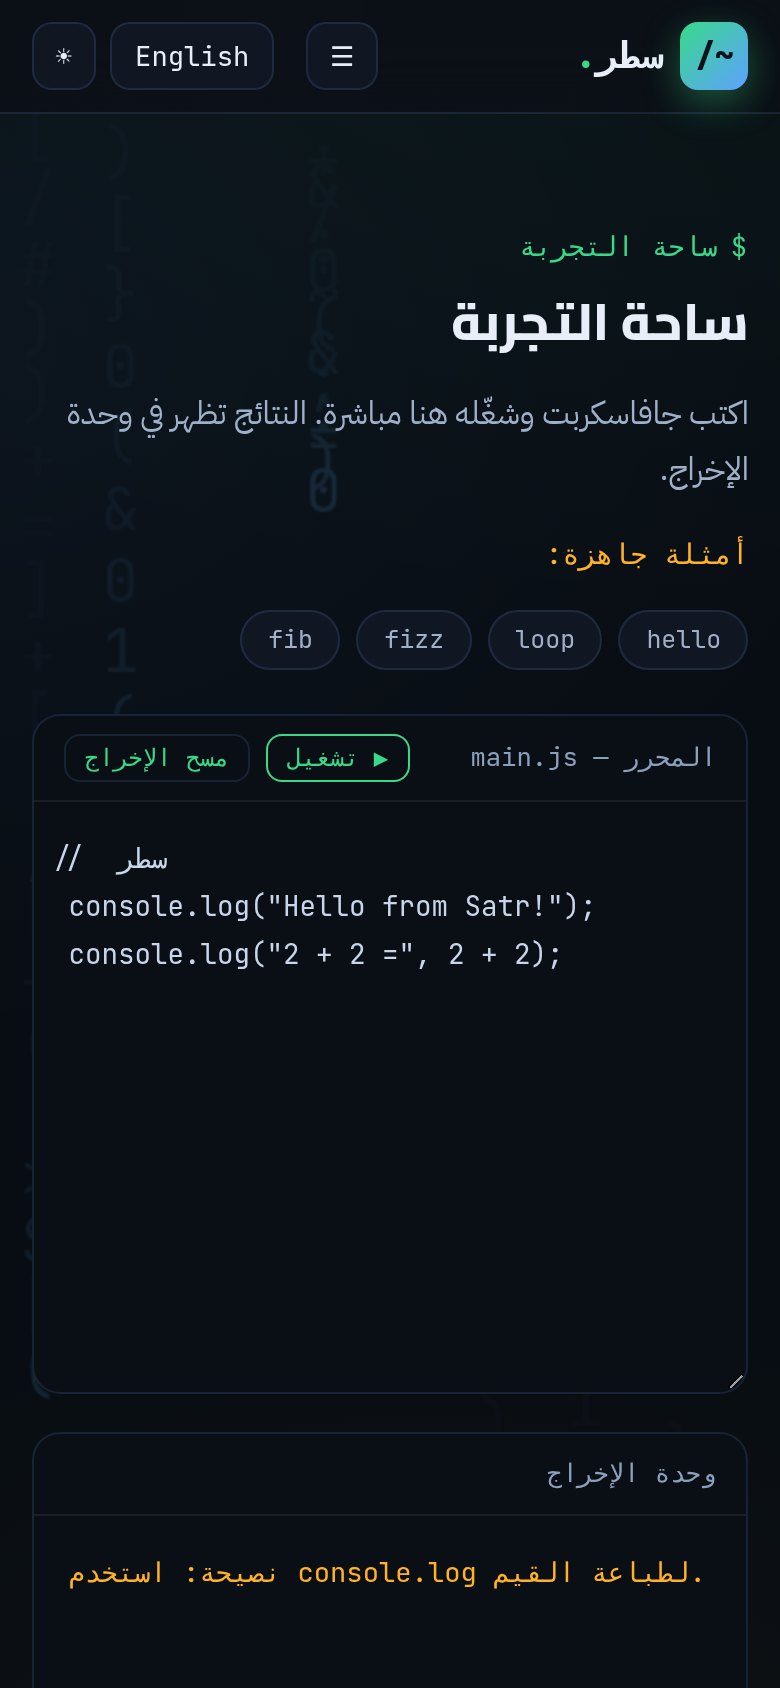 ~/ سطر.
☰
English
☀
$ ساحة التجربة
ساحة التجربة
اكتب جافاسكربت وشغّله هنا مباشرة. النتائج تظهر في وحدة
الإخراج.
أمثلة جاهزة:
hello loop fizz fib
المحرر — main.js
▶ تشغيل
مسح الإخراج
// سطر
console.log("Hello from Satr!");
console.log("2 + 2 =", 2 + 2);
وحدة الإخراج
نصيحة: استخدم console.log لطباعة القيم.